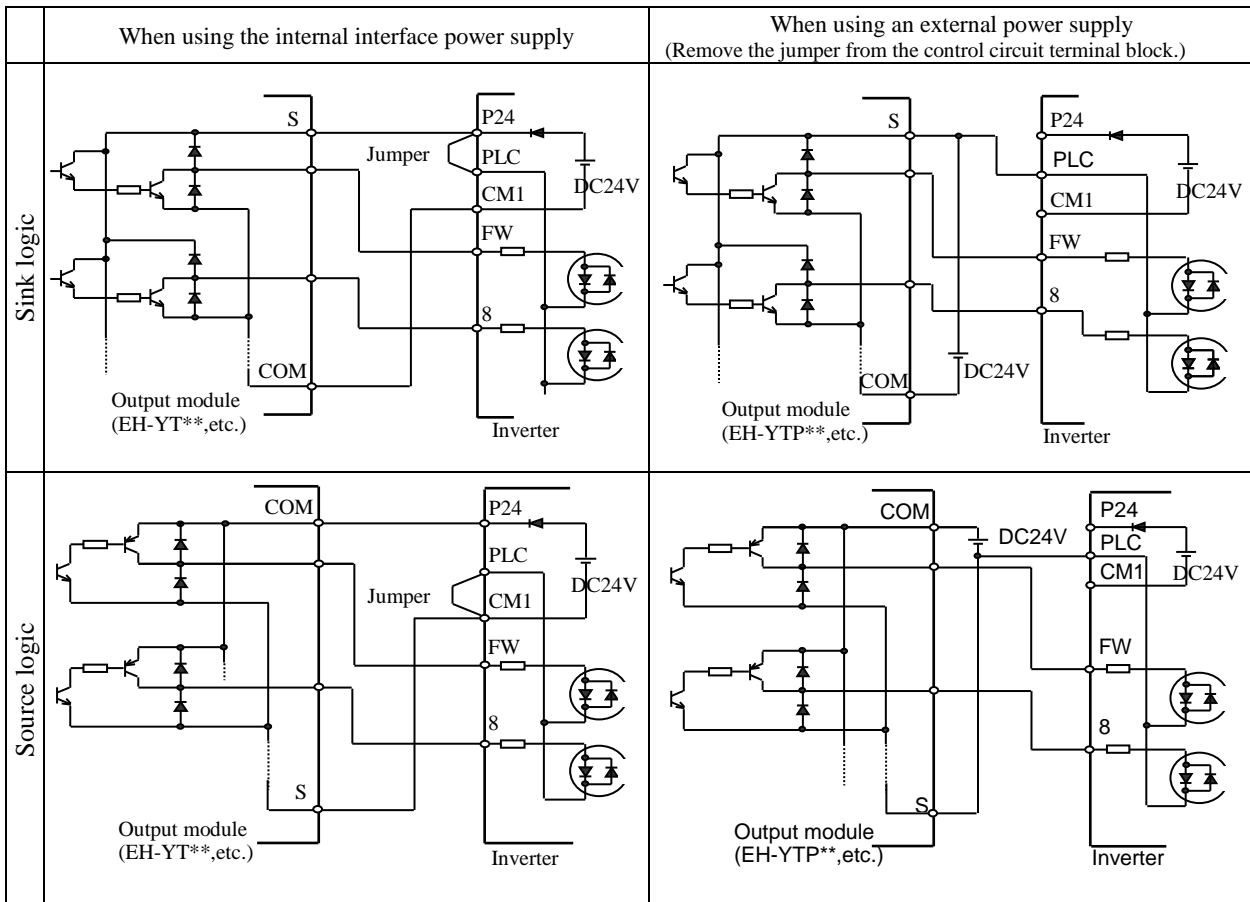 When using the internal interface power supply
When using an external power supply
(Remove the jumper from the control circuit terminal block.)
Sink logic
S
P24
Jumper
PLC
DC24V
CM1
FW
8
COM
Output module
(EH-YT**,etc.)
Inverter
S
P24
PLC
DC24V
CM1
FW
8
DC24V
COM
Output module
(EH-YTP**,etc.)
Inverter
Source logic
COM
P24
PLC
DC24V
Jumper
CM1
FW
8
S
Output module
(EH-YT**,etc.)
Inverter
COM
P24
DC24V
PLC
CM1
DC24V
FW
8
S
Output module
(EH-YTP**,etc.)
Inverter